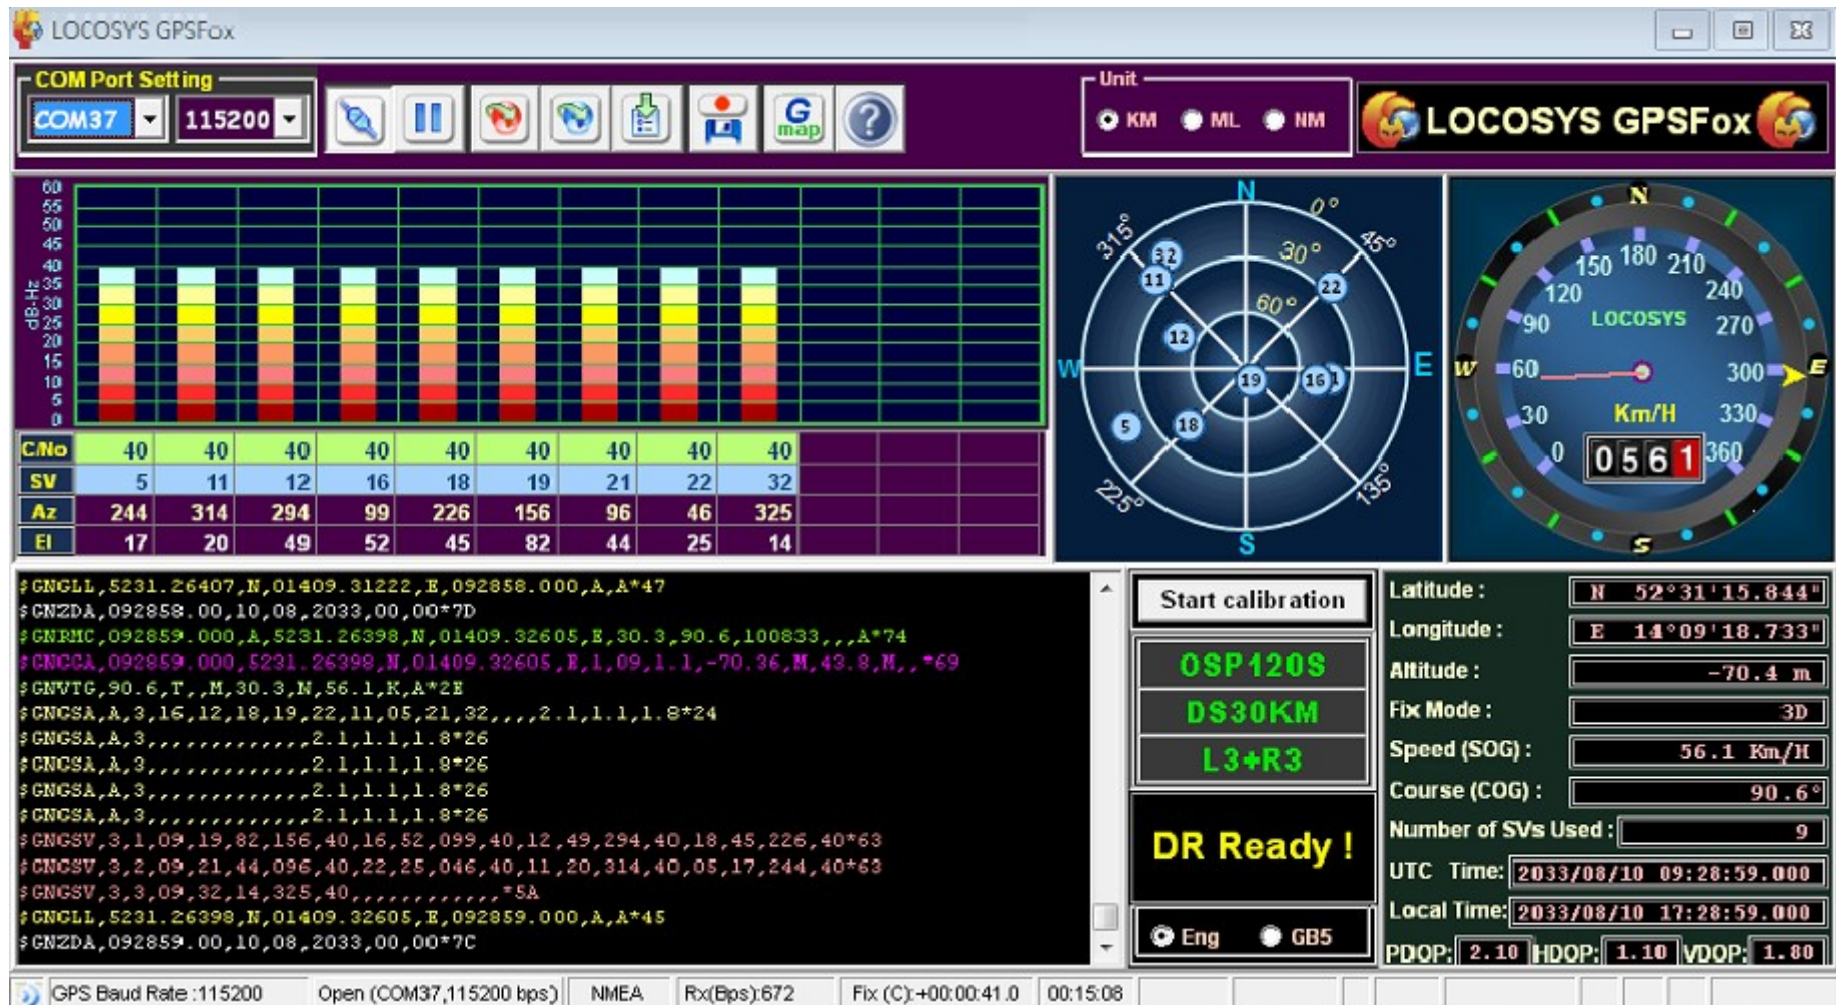 LOCOSYS GPSFox
COM Port Setting
COM37 115200
G map
?
Unit
KM ML NM
LOCOSYS GPSFox
60
55
50
45
40
35
30
25
20
15
10
5
0
dB-Hz
C/No 40 40 40 40 40 40 40 40 40
SV 5 11 12 16 18 19 21 22 32
Az 244 314 294 99 226 156 96 46 325
El 17 20 49 52 45 82 44 25 14
N
0°
315°
45°
32
30°
11
22
60°
12
W
E
19
16
5
18
225°
135°
S
N
180
150 210
120 240
LOCOSYS
90 270
W 60 300 E
30 Km/H 330
0 0561 360
S
$GNGLL,5231.26407,N,01409.31222,E,092858.000,A,A*47
$GNZDA,092858.00,10,08,2033,00,00*7D
$GNRMC,092859.000,A,5231.26398,N,01409.32605,E,30.3,90.6,100833,,,A*74
$GNGGA,092859.000,5231.26398,N,01409.32605,E,1,09,1.1,-70.36,M,43.8,M,,*69
$GNVTG,90.6,T,,M,30.3,N,56.1,K,A*2E
$GNGSA,A,3,16,12,18,19,22,11,05,21,32,,,,2.1,1.1,1.8*24
$GNGSA,A,3,,,,,,,,,,,,,2.1,1.1,1.8*26
$GNGSA,A,3,,,,,,,,,,,,,2.1,1.1,1.8*26
$GNGSA,A,3,,,,,,,,,,,,,2.1,1.1,1.8*26
$GNGSA,A,3,,,,,,,,,,,,,2.1,1.1,1.8*26
$GNGSV,3,1,09,19,82,156,40,16,52,099,40,12,49,294,40,18,45,226,40*63
$GNGSV,3,2,09,21,44,096,40,22,25,046,40,11,20,314,40,05,17,244,40*63
$GNGSV,3,3,09,32,14,325,40,,,,,,,,,,,,,*5A
$GNGLL,5231.26398,N,01409.32605,E,092859.000,A,A*45
$GNZDA,092859.00,10,08,2033,00,00*7C
Start calibration
OSP120S
DS30KM
L3+R3
DR Ready !
Eng GB5
Latitude : N 52°31'15.844"
Longitude : E 14°09'18.733"
Altitude : -70.4 m
Fix Mode : 3D
Speed (SOG) : 56.1 Km/H
Course (COG) : 90.6°
Number of SVs Used : 9
UTC Time: 2033/08/10 09:28:59.000
Local Time: 2033/08/10 17:28:59.000
PDOP: 2.10 HDOP: 1.10 VDOP: 1.80
GPS Baud Rate :115200 Open (COM37,115200 bps) NMEA Rx(Bps):672 Fix (C):+00:00:41.0 00:15:08